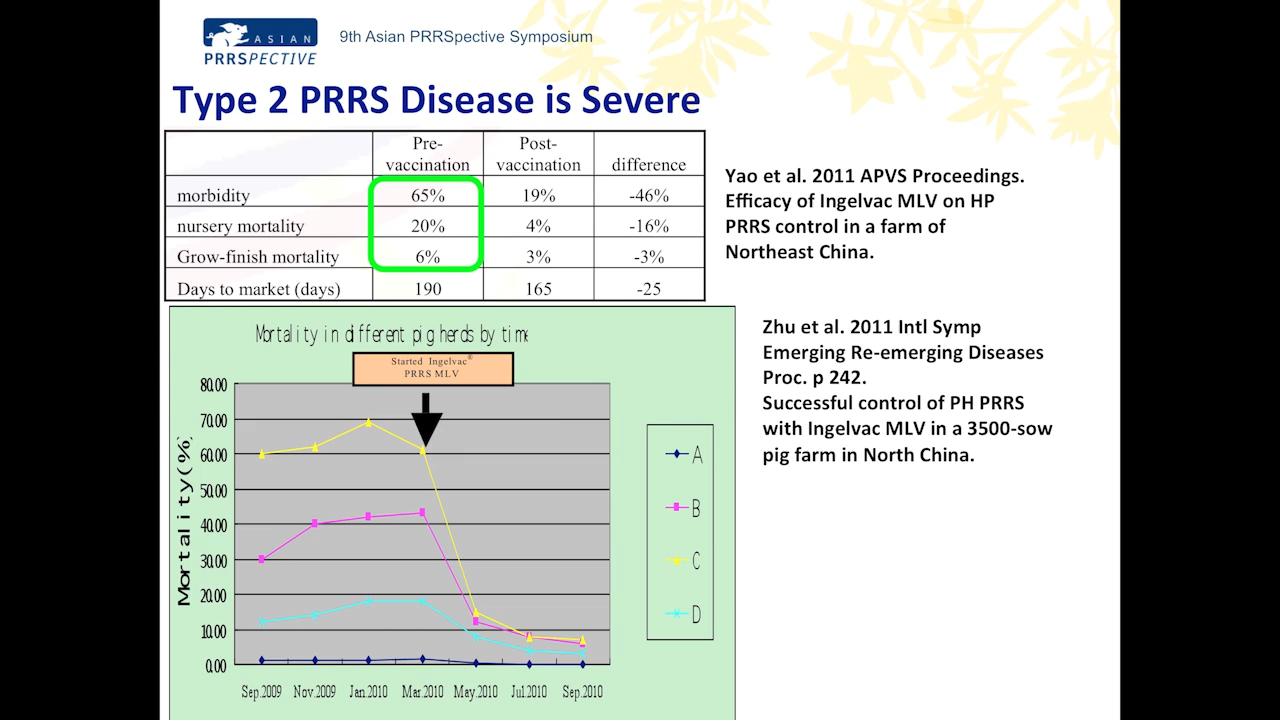 ASIAN
PRRSPECTIVE
9th Asian PRRSpective Symposium
Type 2 PRRS Disease is Severe
Pre-vaccination Post-vaccination difference
morbidity 65% 19% -46%
nursery mortality 20% 4% -16%
Grow-finish mortality 6% 3% -3%
Days to market (days) 190 165 -25
Yao et al. 2011 APVS Proceedings.
Efficacy of Ingelvac MLV on HP
PRRS control in a farm of
Northeast China.
Zhu et al. 2011 Intl Symp
Emerging Re-emerging Diseases
Proc. p 242.
Successful control of PH PRRS
with Ingelvac MLV in a 3500-sow
pig farm in North China.
Mortality in different pig herds by time
Started Ingelvac®
PRRS MLV
Mortality(%)
80.00
70.00
60.00
50.00
40.00
30.00
20.00
10.00
0.00
Sep.2009 Nov.2009 Jan.2010 Mar.2010 May.2010 Jul.2010 Sep.2010
A
B
C
D